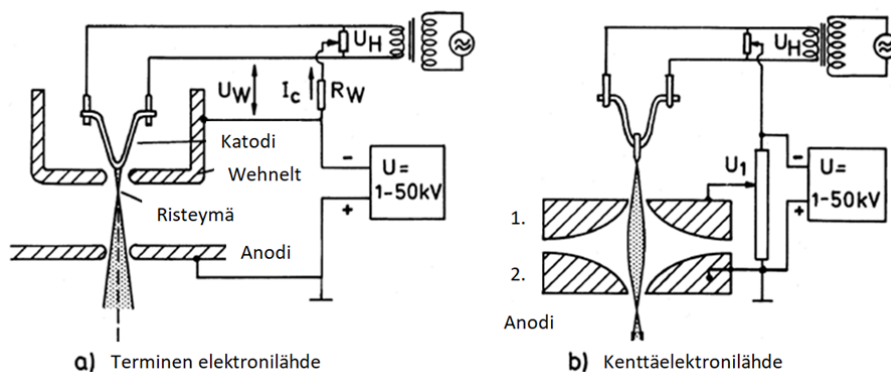 U_H
U_W
I_c
R_W
Katodi
Wehnelt
Risteymä
Anodi
-
U=
1-50kV
+
a) Terminen elektronilähde
U_H
U_1
-
U=
1-50kV
+
1.
2.
Anodi
b) Kenttäelektronilähde